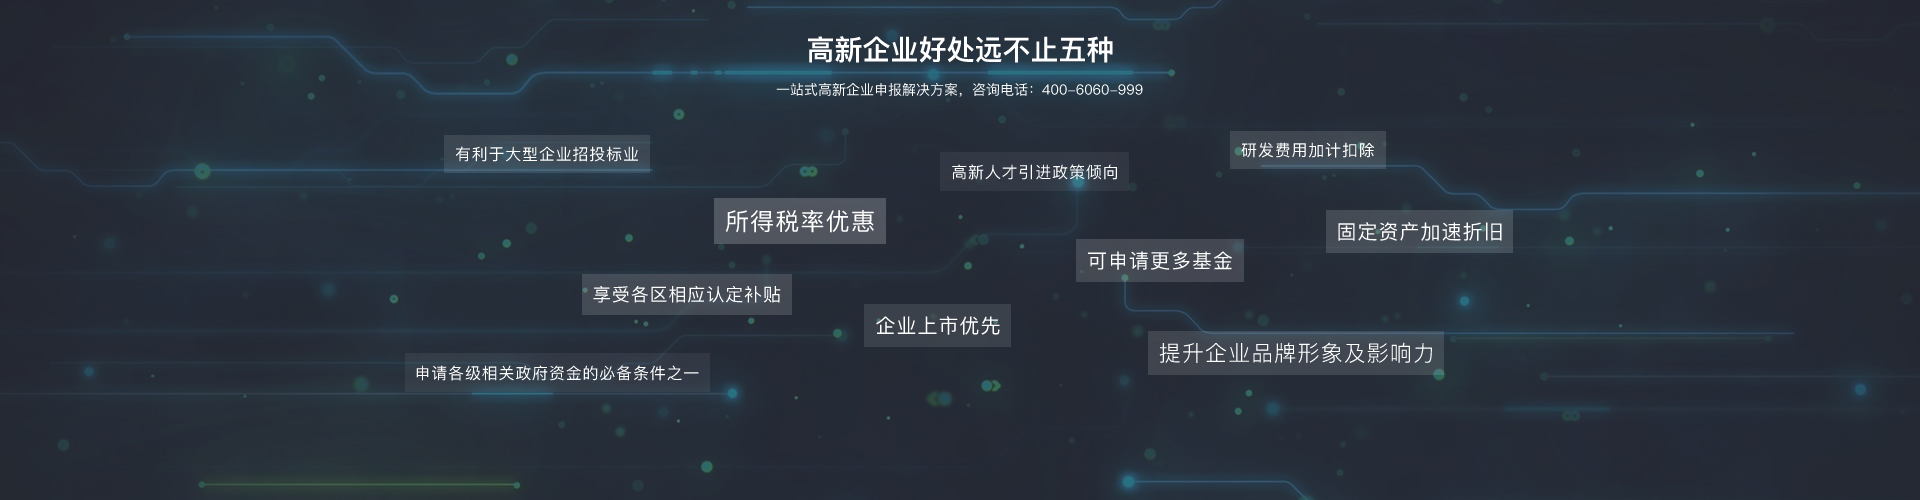 高新企业好处远不止五种
一站式高新企业申报解决方案，咨询电话：400-6060-999
有利于大型企业招投标业
研发费用加计扣除
高新人才引进政策倾向
所得税率优惠
固定资产加速折旧
可申请更多基金
享受各区相应认定补贴
企业上市优先
提升企业品牌形象及影响力
申请各级相关政府资金的必备条件之一